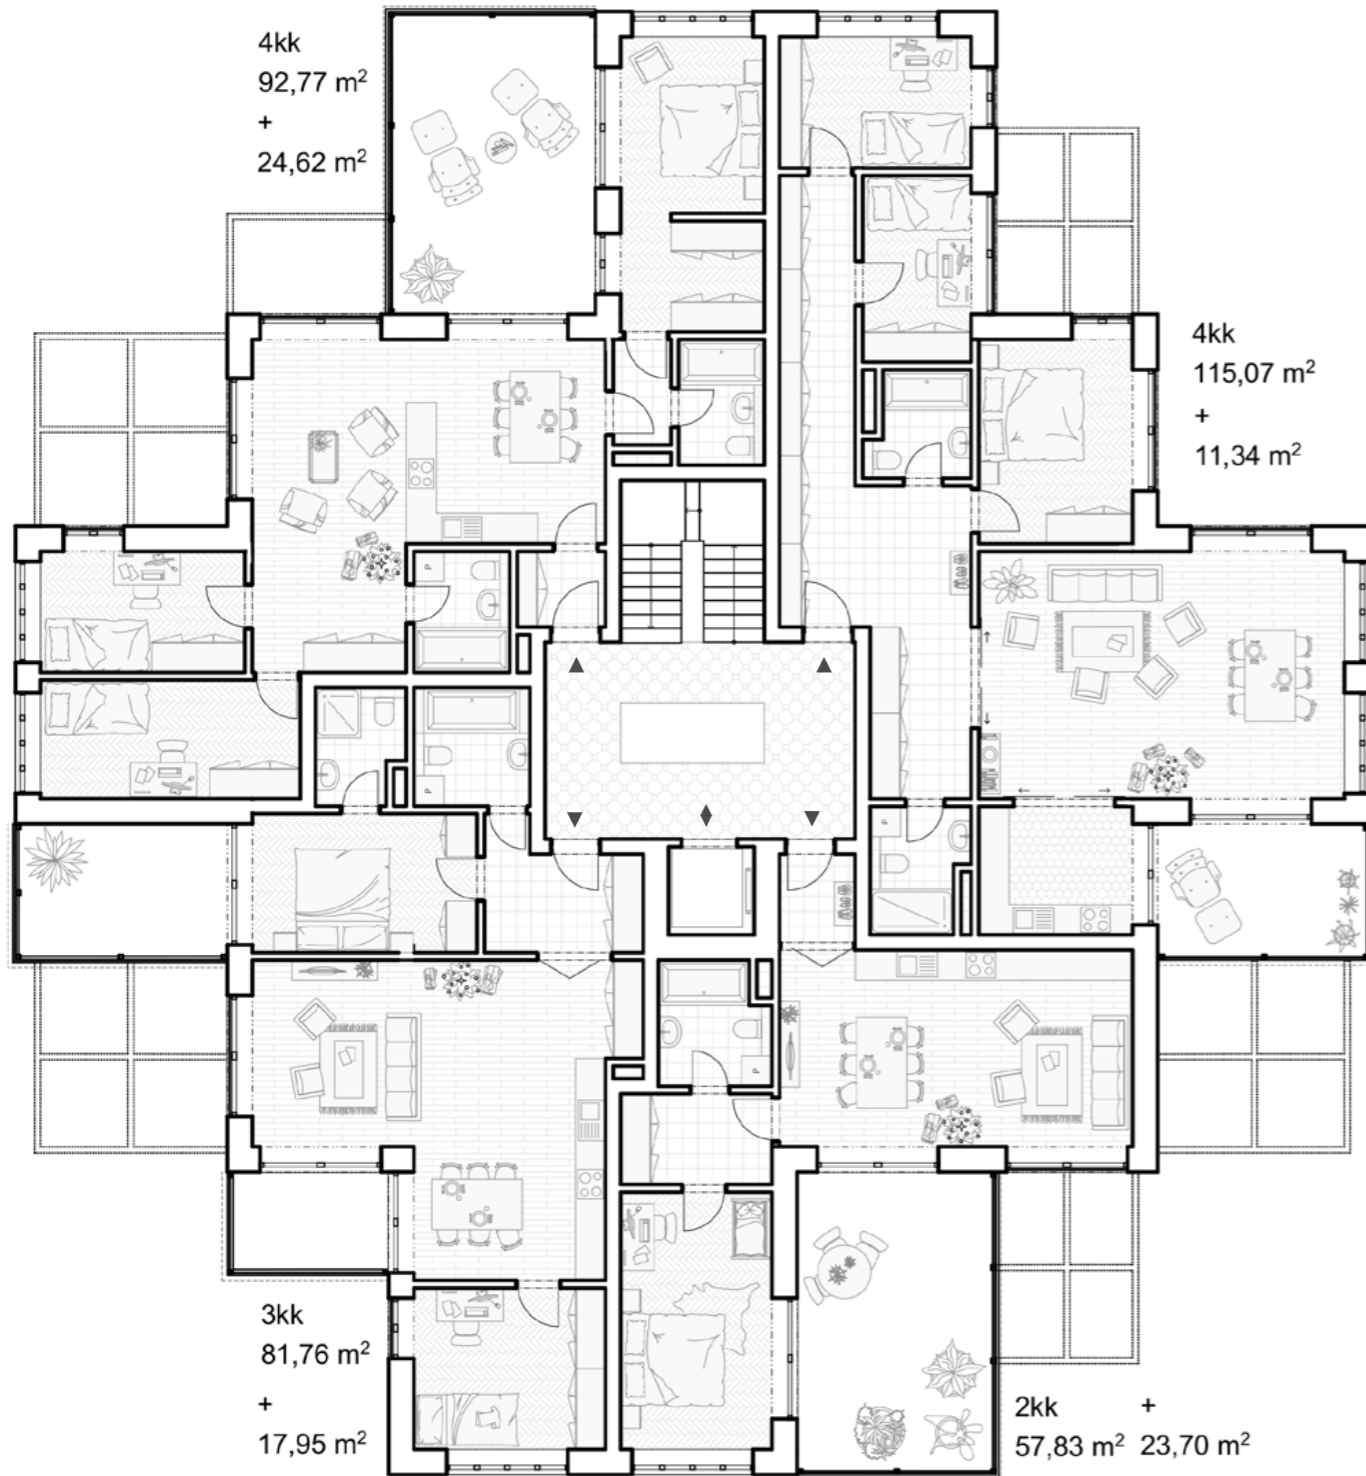 4kk
92,77 m²
+
24,62 m²
4kk
115,07 m²
+
11,34 m²
P
P
P
P
3kk
81,76 m²
+
17,95 m²
2kk +
57,83 m² 23,70 m²